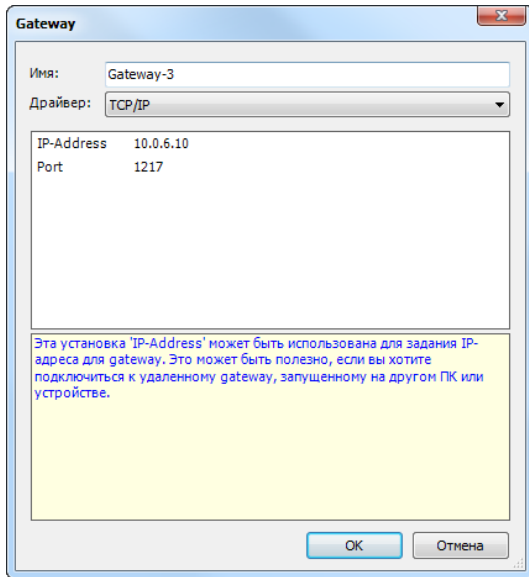 Gateway
Имя: Gateway-3
Драйвер: TCP/IP
IP-Address 10.0.6.10
Port 1217
Эта установка 'IP-Address' может быть использована для задания IP-
адреса для gateway. Это может быть полезно, если вы хотите
подключиться к удаленному gateway, запущенному на другом ПК или
устройстве.
OK Отмена